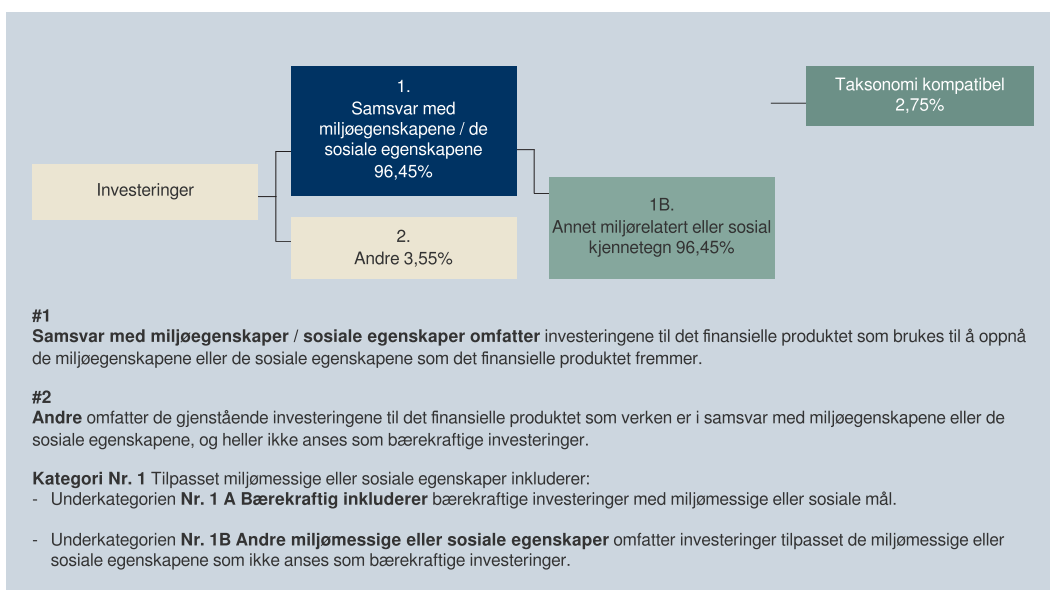 1.
Samsvar med
miljøegenskapene / de
sosiale egenskapene
96,45%
Taksonomi kompatibel
2,75%
Investeringer
1B.
Annet miljørelatert eller sosial
kjennetegn 96,45%
2.
Andre 3,55%
#1
Samsvar med miljøegenskaper / sosiale egenskaper omfatter investeringene til det finansielle produktet som brukes til å oppnå
de miljøegenskapene eller de sosiale egenskapene som det finansielle produktet fremmer.
#2
Andre omfatter de gjenstående investeringene til det finansielle produktet som verken er i samsvar med miljøegenskapene eller de
sosiale egenskapene, og heller ikke anses som bærekraftige investeringer.
Kategori Nr. 1 Tilpasset miljømessige eller sosiale egenskaper inkluderer:
- Underkategorien Nr. 1 A Bærekraftig inkluderer bærekraftige investeringer med miljømessige eller sosiale mål.
- Underkategorien Nr. 1B Andre miljømessige eller sosiale egenskaper omfatter investeringer tilpasset de miljømessige eller
sosiale egenskapene som ikke anses som bærekraftige investeringer.